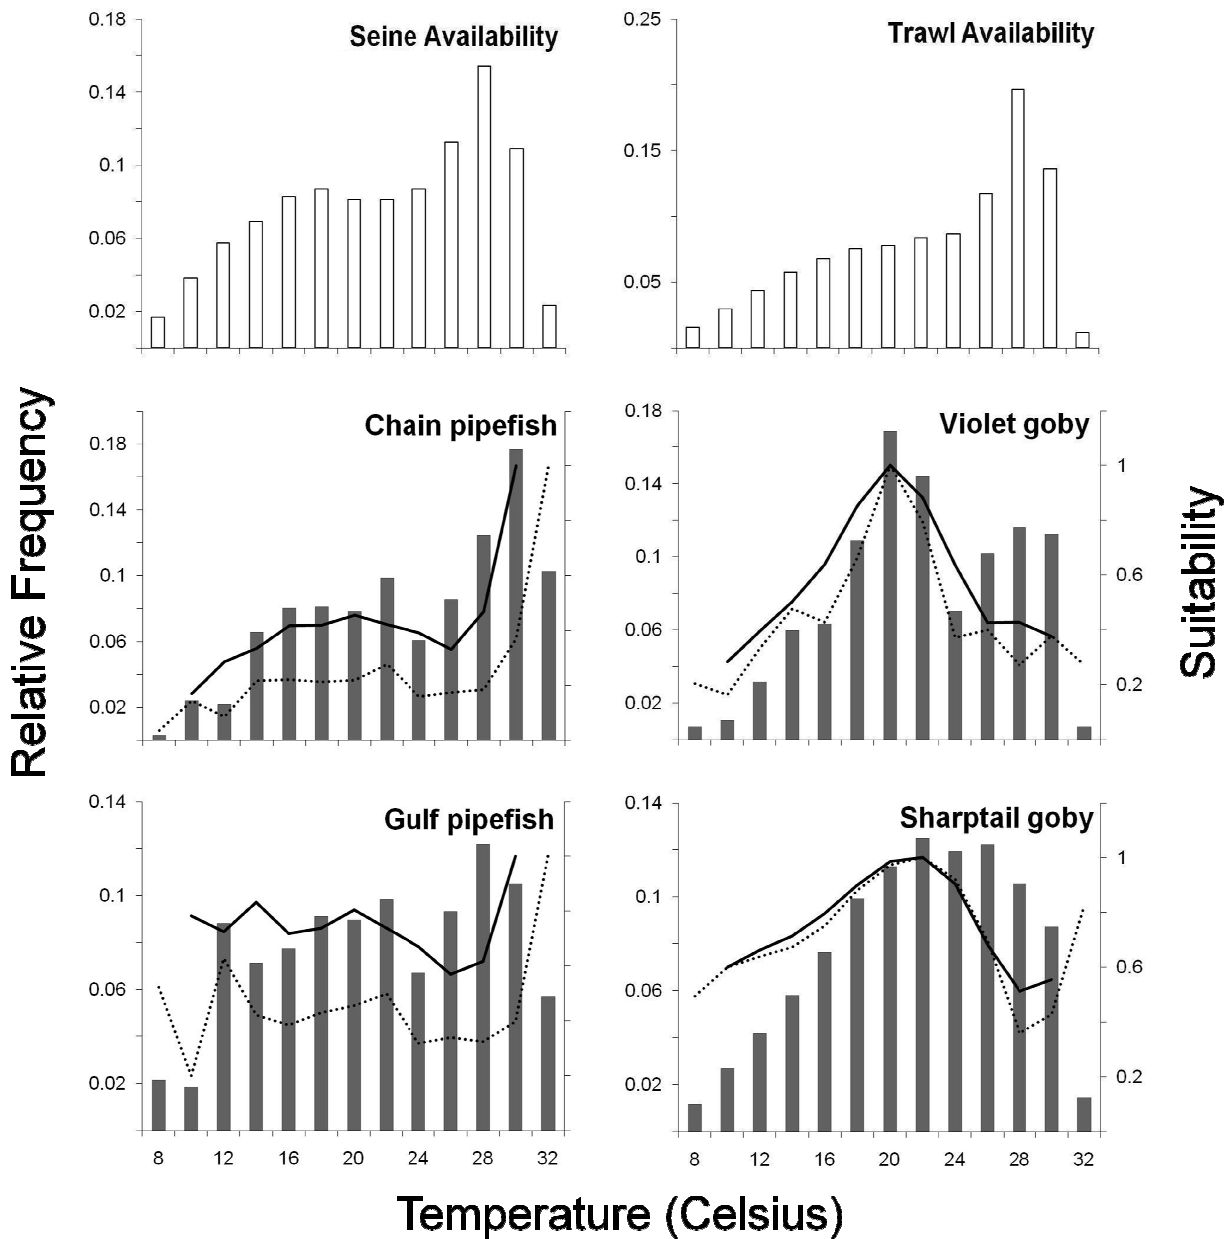 0.18
0.14
0.1
0.06
0.02
Seine Availability
0.25
0.15
0.05
Trawl Availability
Relative Frequency
0.18
0.14
0.1
0.06
0.02
Chain pipefish
0.18
0.14
0.1
0.06
0.02
Violet goby
1
0.6
0.2
Suitability
0.14
0.1
0.06
0.02
Gulf pipefish
8 12 16 20 24 28 32
0.14
0.1
0.06
0.02
Sharptail goby
1
0.6
0.2
8 12 16 20 24 28 32
Temperature (Celsius)